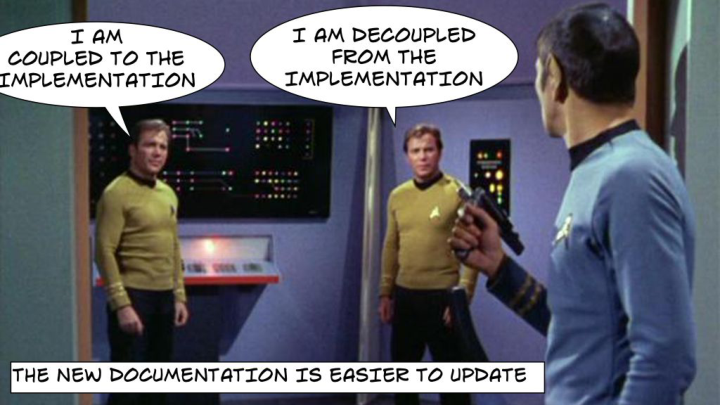 I AM
COUPLED TO THE
IMPLEMENTATION
I AM DECOUPLED
FROM THE
IMPLEMENTATION
THE NEW DOCUMENTATION IS EASIER TO UPDATE